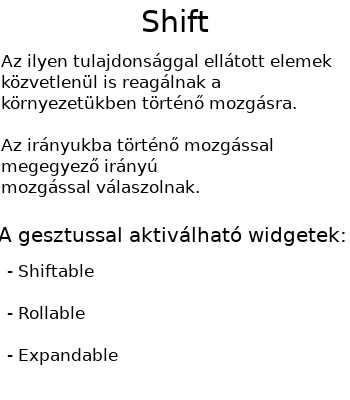 Shift
Az ilyen tulajdonsággal ellátott elemek
közvetlenül is reagálnak a
környezetükben történő mozgásra.
Az irányukba történő mozgással
megegyező irányú
mozgással válaszolnak.
A gesztussal aktiválható widgetek:
- Shiftable
- Rollable
- Expandable